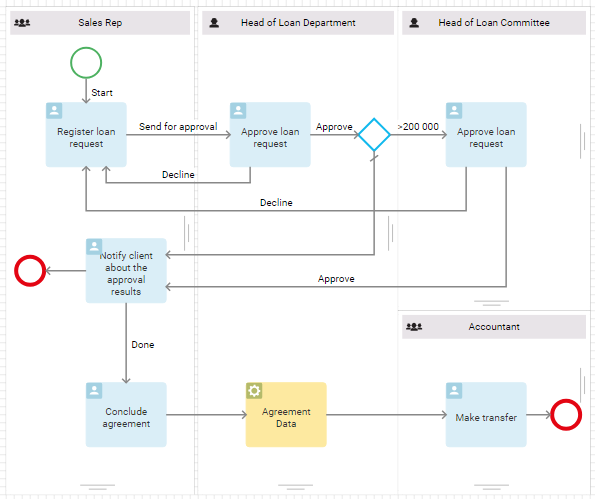 Sales Rep
Head of Loan Department
Head of Loan Committee
Start
Register loan
request
Send for approval
Approve loan
request
Approve
>200 000
Approve loan
request
Decline
Decline
Notify client
about the
approval
results
Approve
Accountant
Done
Conclude
agreement
Agreement
Data
Make transfer